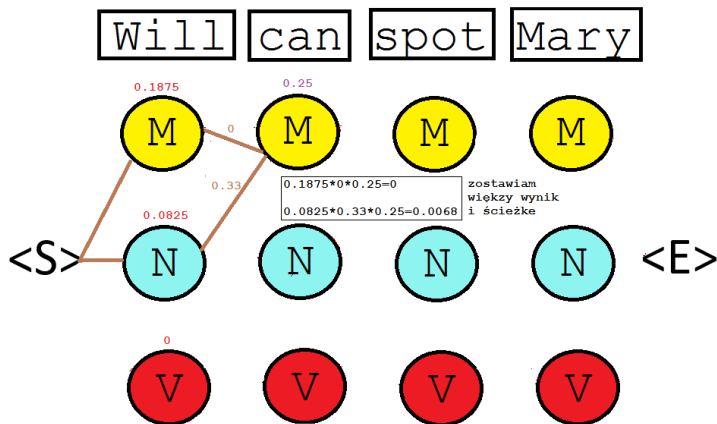 Will can spot Mary
0.1875 0.25
M M M M
0
0.33
0.1875*0*0.25=0
0.0825*0.33*0.25=0.0068
zostawiam
więkzy wynik
i ścieżke
0.0825
<S> N N N N <E>
0
V V V V